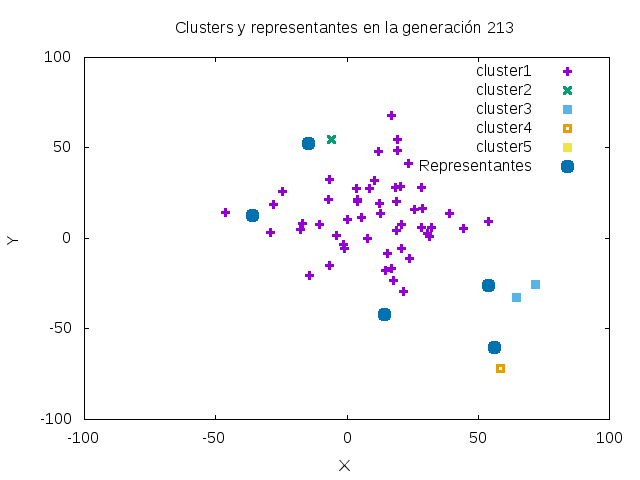 Clusters y representantes en la generación 213
100
50
0
-50
-100
-100
-50
0
50
100
Y
X
cluster1
cluster2
cluster3
cluster4
cluster5
Representantes